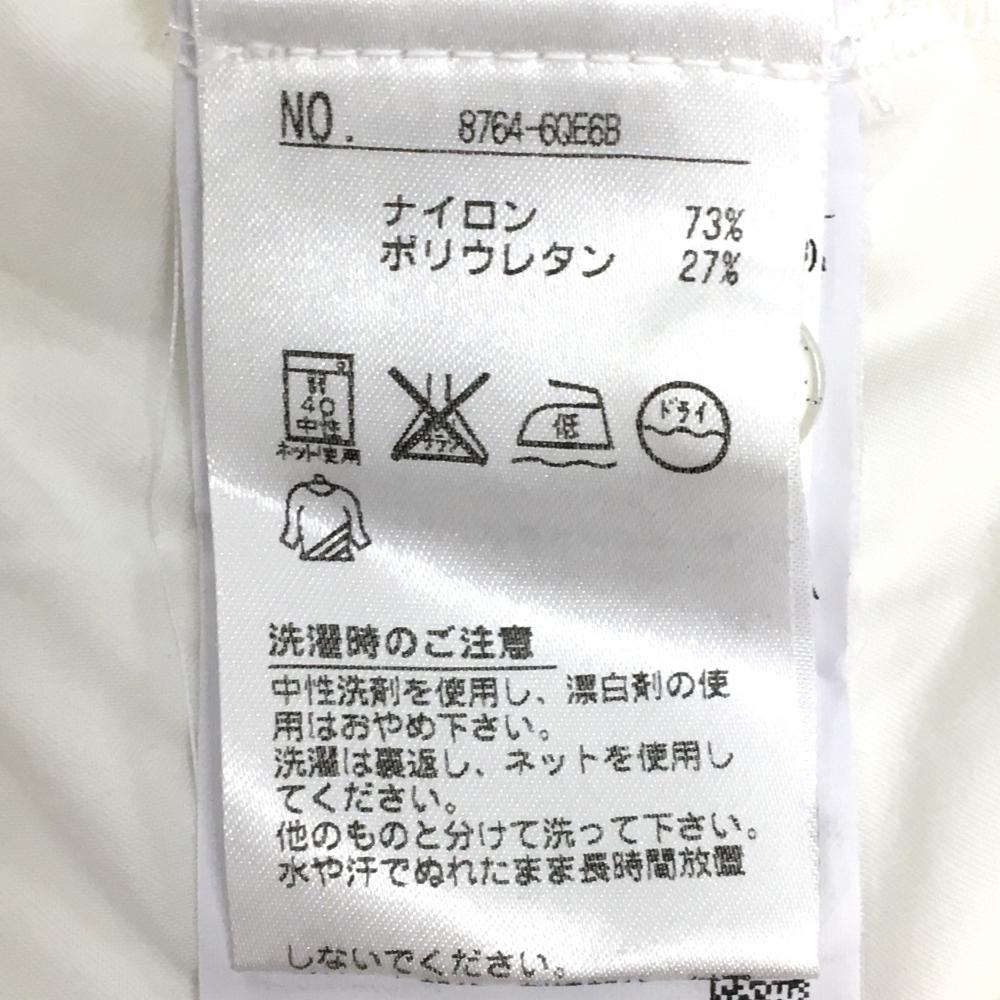 NO. 8764-6QE6B
ナイロン 73%
ポリウレタン 27%
弱
40
中性
ネット使用
低
ドライ
洗濯時のご注意
中性洗剤を使用し、漂白剤の使
用はおやめ下さい。
洗濯は裏返し、ネットを使用し
てください。
他のものと分けて洗って下さい。
水や汗でぬれたまま長時間放置
しないでください。